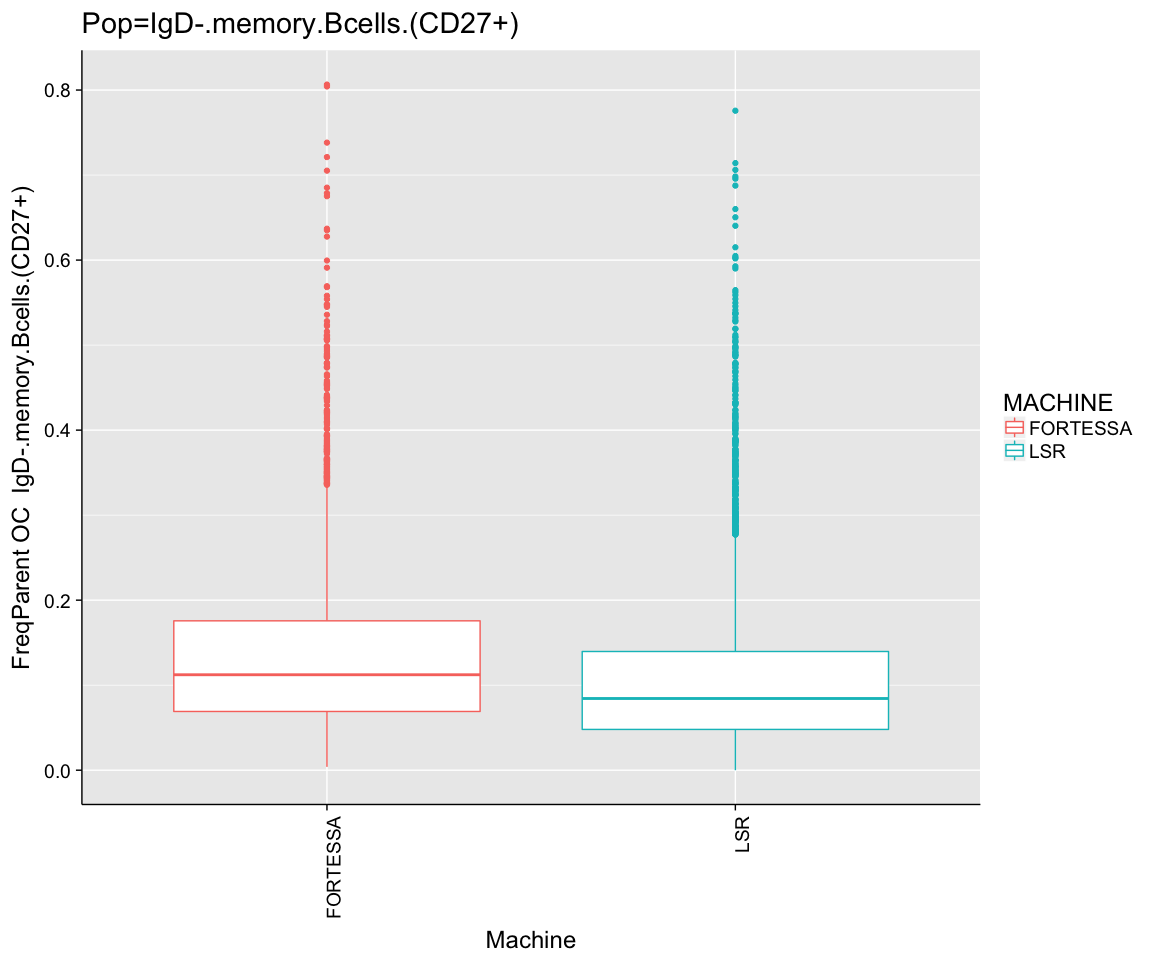 Pop=IgD-.memory.Bcells.(CD27+)
FreqParent OC  IgD-.memory.Bcells.(CD27+)
0.8
0.6
0.4
0.2
0.0
FORTESSA
LSR
Machine
MACHINE
FORTESSA
LSR